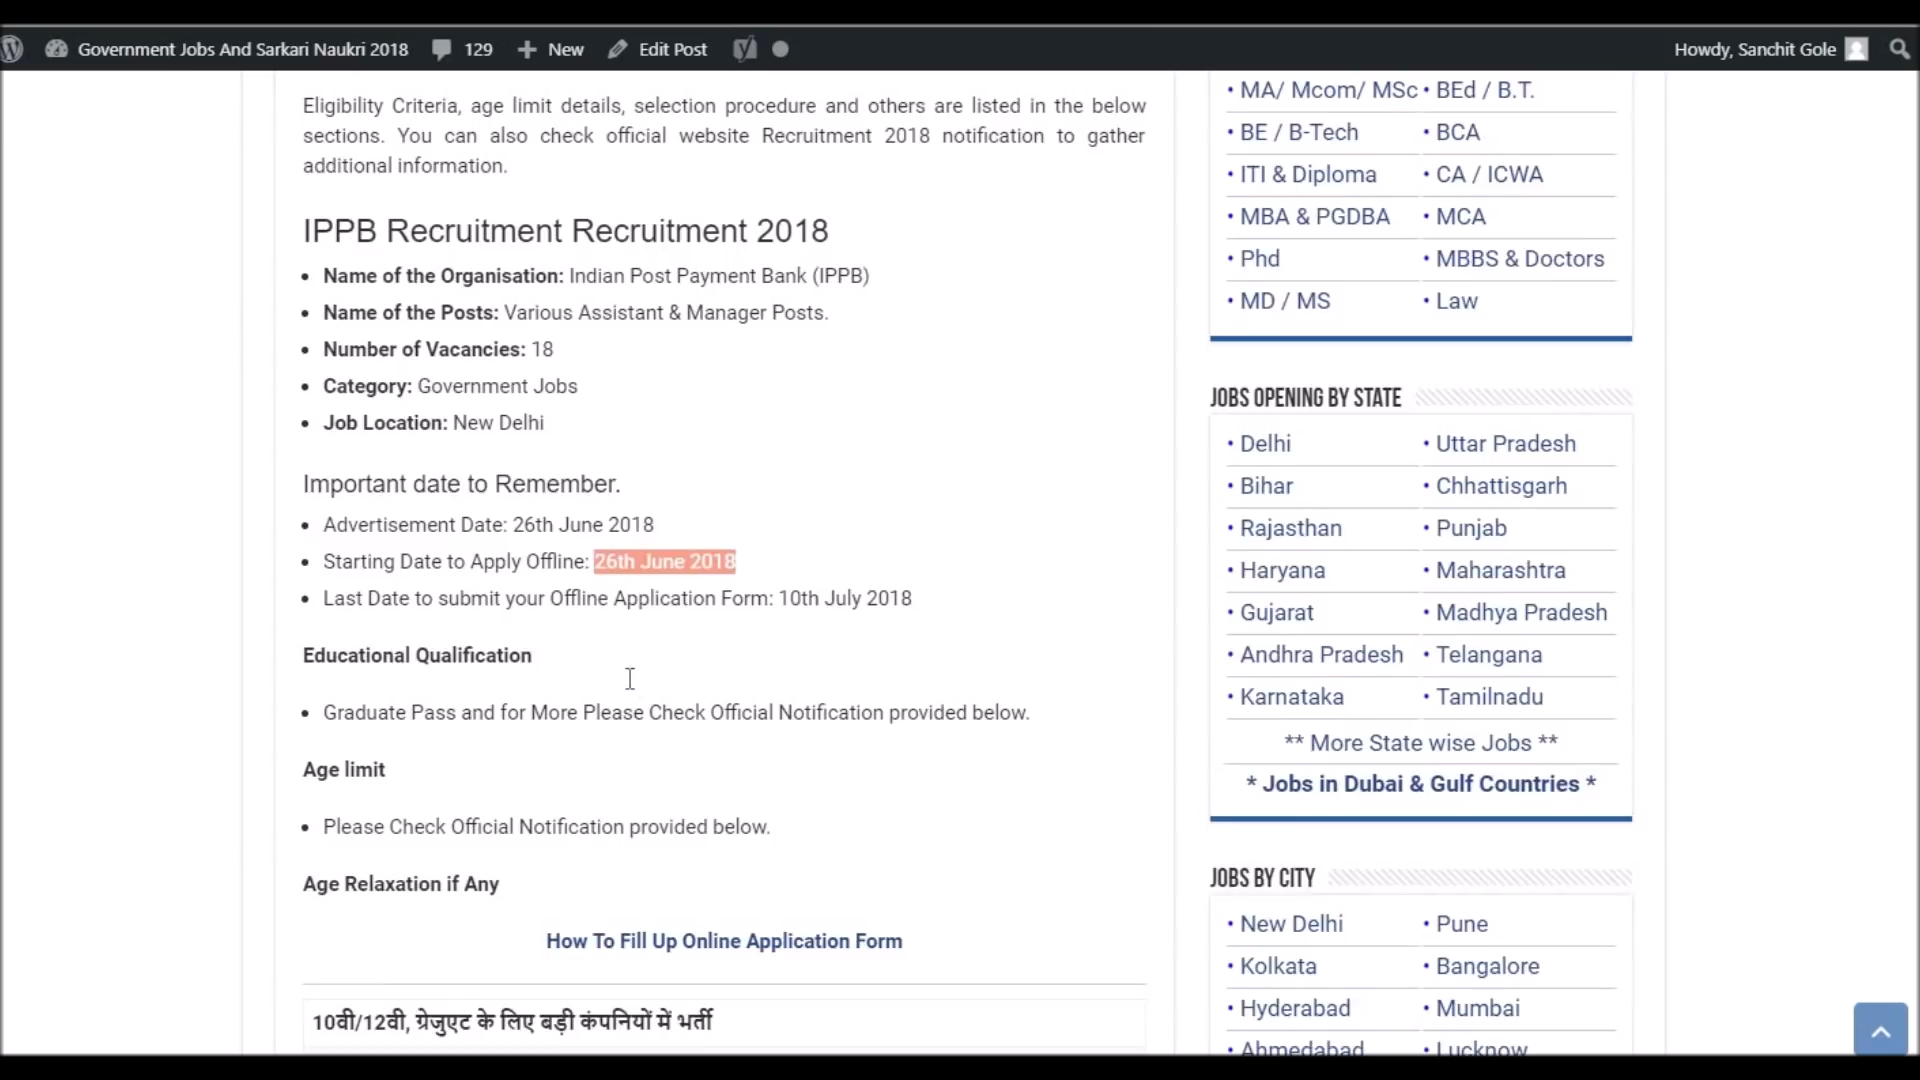 Government Jobs And Sarkari Naukri 2018 129 New Edit Post Howdy, Sanchit Gole
Eligibility Criteria, age limit details, selection procedure and others are listed in the below
sections. You can also check official website Recruitment 2018 notification to gather
additional information.
IPPB Recruitment Recruitment 2018
• Name of the Organisation: Indian Post Payment Bank (IPPB)
• Name of the Posts: Various Assistant & Manager Posts.
• Number of Vacancies: 18
• Category: Government Jobs
• Job Location: New Delhi
Important date to Remember.
• Advertisement Date: 26th June 2018
• Starting Date to Apply Offline: 26th June 2018
• Last Date to submit your Offline Application Form: 10th July 2018
Educational Qualification
• Graduate Pass and for More Please Check Official Notification provided below.
Age limit
• Please Check Official Notification provided below.
Age Relaxation if Any
How To Fill Up Online Application Form
10वी/12वी, ग्रेजुएट के लिए बड़ी कंपनियों में भर्ती
• MA/ Mcom/ MSc • BEd / B.T.
• BE / B-Tech • BCA
• ITI & Diploma • CA / ICWA
• MBA & PGDBA • MCA
• Phd • MBBS & Doctors
• MD / MS • Law
JOBS OPENING BY STATE
• Delhi • Uttar Pradesh
• Bihar • Chhattisgarh
• Rajasthan • Punjab
• Haryana • Maharashtra
• Gujarat • Madhya Pradesh
• Andhra Pradesh • Telangana
• Karnataka • Tamilnadu
** More State wise Jobs **
* Jobs in Dubai & Gulf Countries *
JOBS BY CITY
• New Delhi • Pune
• Kolkata • Bangalore
• Hyderabad • Mumbai
• Ahmedabad • Lucknow